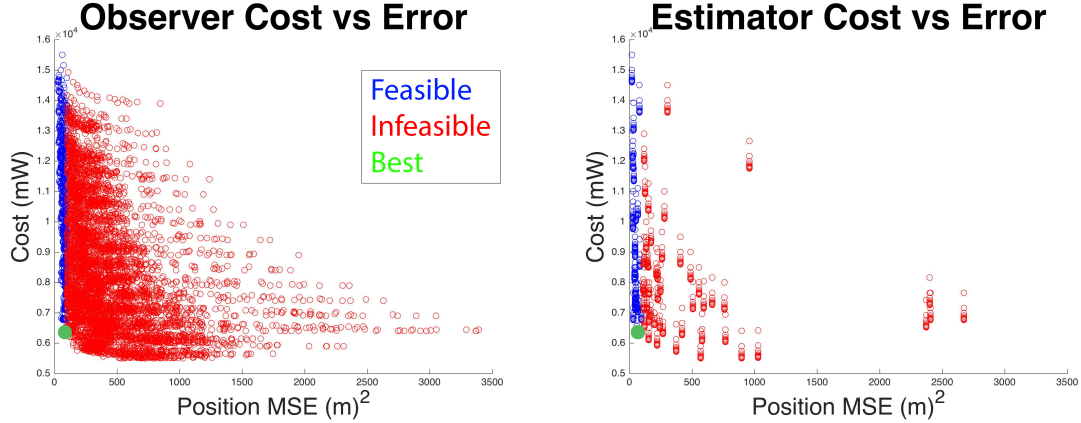 Observer Cost vs Error
×10⁴
1.6
1.5
1.4
1.3
1.2
1.1
1
0.9
0.8
0.7
0.6
0.5
Cost (mW)
0 500 1000 1500 2000 2500 3000 3500
Position MSE (m)²
Feasible
Infeasible
Best
Estimator Cost vs Error
×10⁴
1.6
1.5
1.4
1.3
1.2
1.1
1
0.9
0.8
0.7
0.6
0.5
Cost (mW)
0 500 1000 1500 2000 2500 3000 3500
Position MSE (m)²